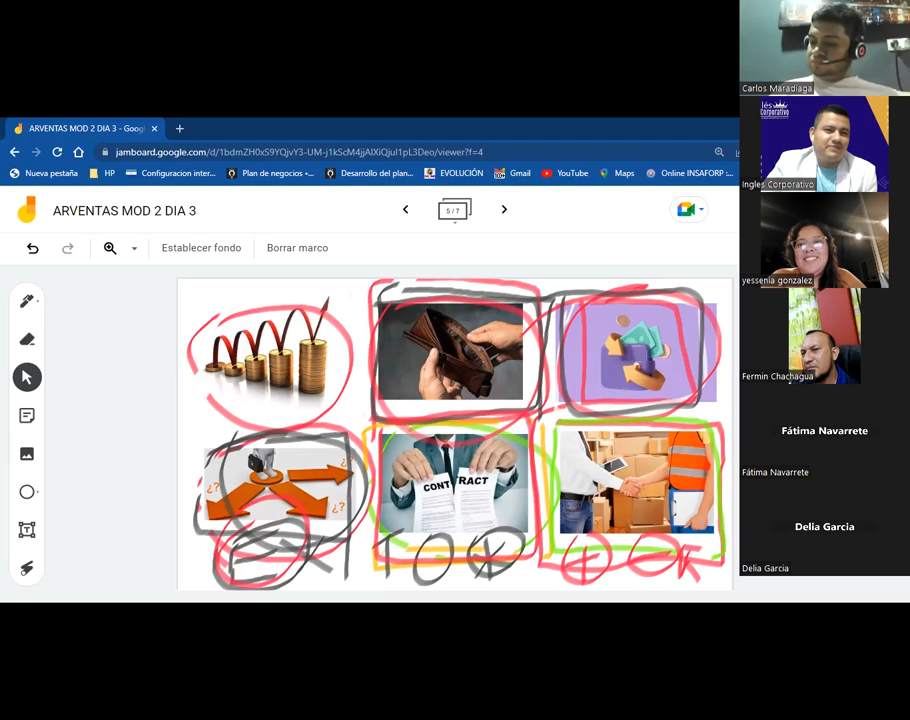 Carlos Maradiaga
ARVENTAS MOD 2 DIA 3 - Goog
jamboard.google.com/d/1bdmZH0xS9YQjvY3-UM-j1kScM4jjAIXiQjuI1pL3Deo/viewer?f=4
Nueva pestaña
HP
Configuracion inter...
Plan de negocios •...
Desarrollo del plan...
EVOLUCIÓN
Gmail
YouTube
Maps
Online INSAFORP ••...
Corporativo
Ingles Corporativo
ARVENTAS MOD 2 DIA 3
5 / 7
Establecer fondo
Borrar marco
yessenia gonzalez
Fermin Chachagua
Fátima Navarrete
Fátima Navarrete
¿?
¿?
¿?
CONTRACT
Delia Garcia
Delia Garcia